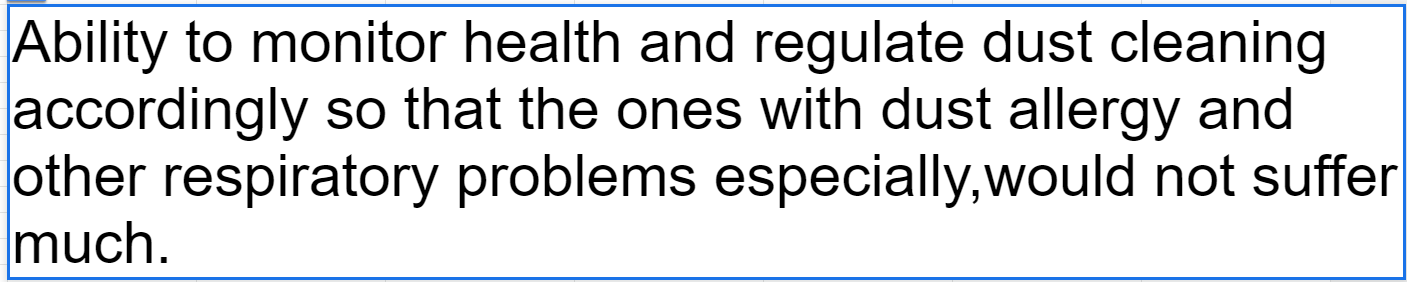 Ability to monitor health and regulate dust cleaning
accordingly so that the ones with dust allergy and
other respiratory problems especially,would not suffer
much.